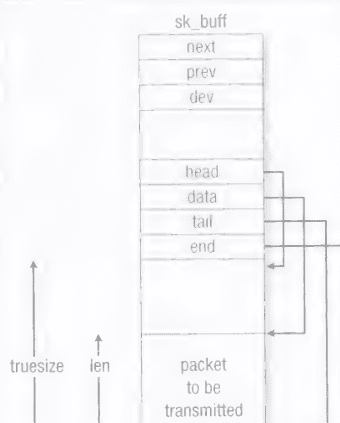 sk_buff
next
prev
dev
head
data
tail
end
truesize len
packet
to be
transmitted